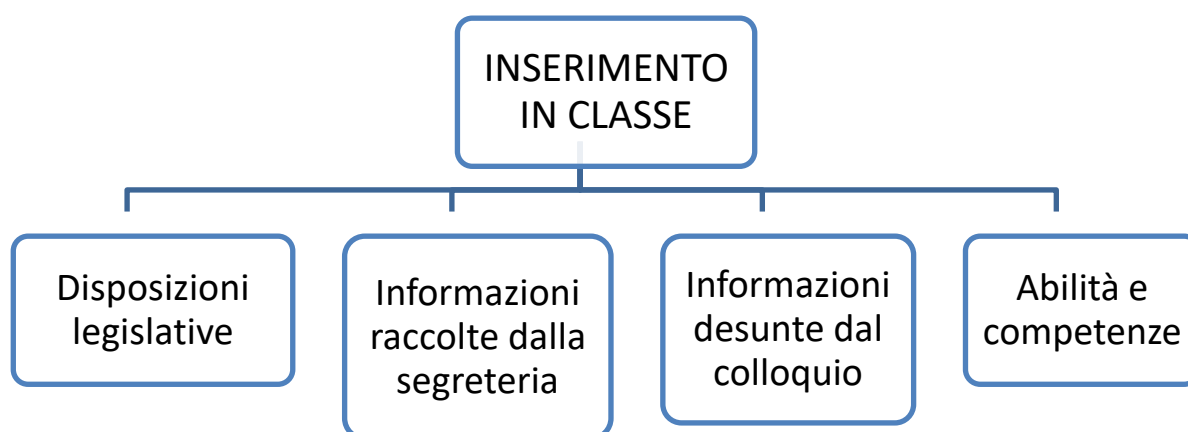 INSERIMENTO
IN CLASSE
Disposizioni
legislative
Informazioni
raccolte dalla
segreteria
Informazioni
desunte dal
colloquio
Abilità e
competenze